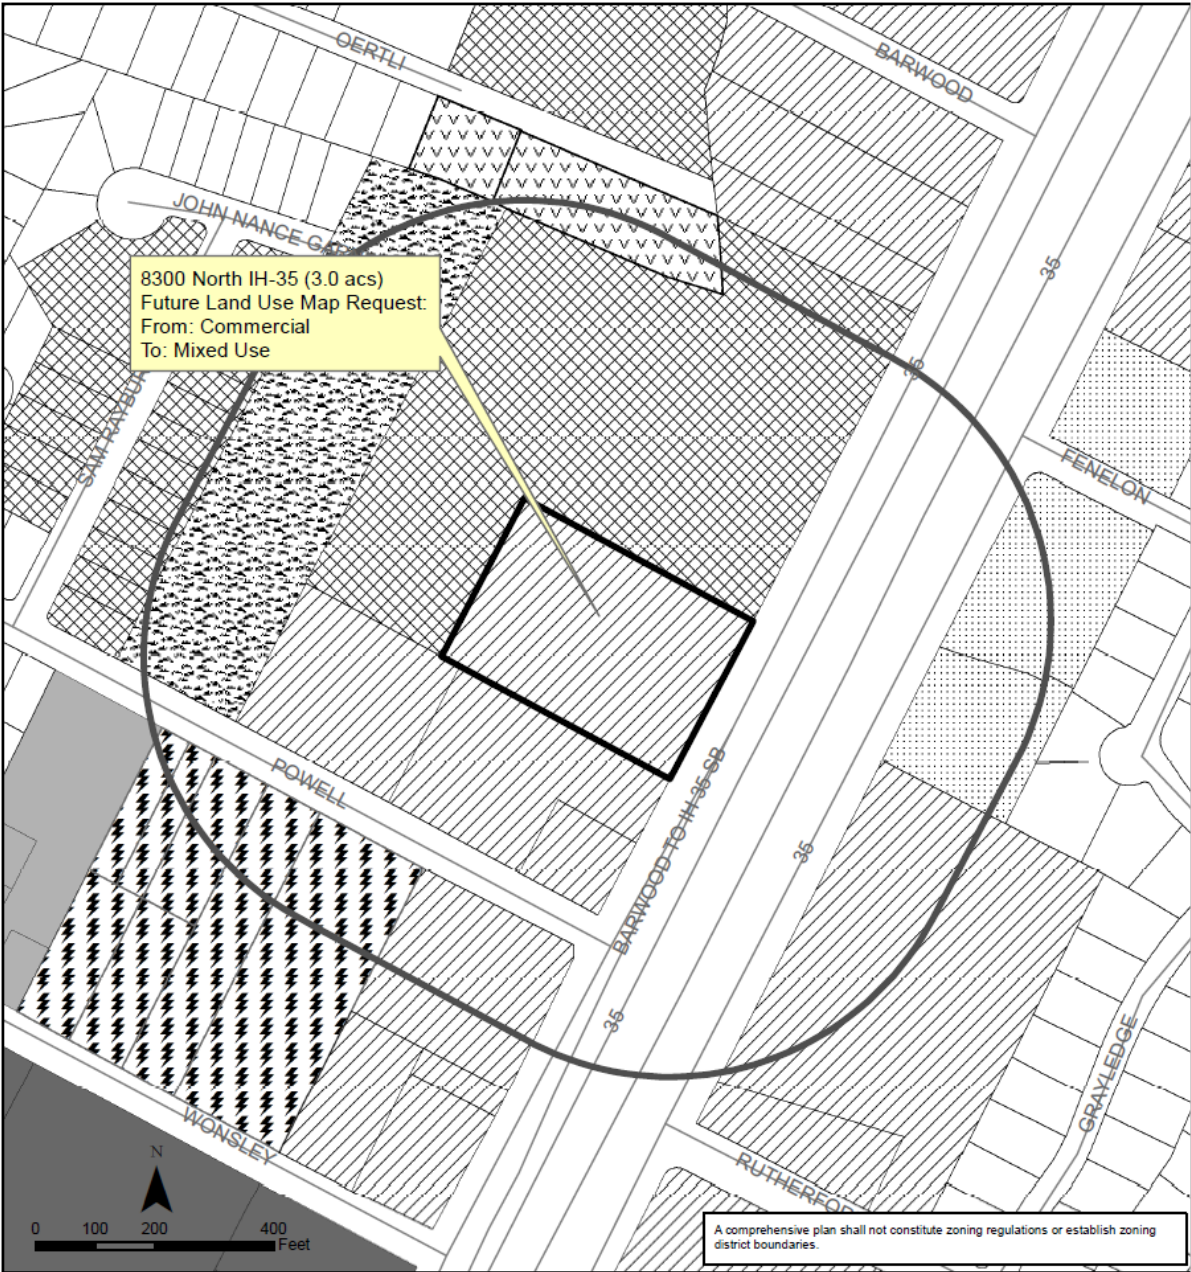 OERTLI
BARWOOD
JOHN NANCE
35
8300 North IH-35 (3.0 acs)
Future Land Use Map Request:
From: Commercial
To: Mixed Use
35
SAM
FENELON
POWELL
BARWOOD TO IH 35 SB
35
35
GRAYLEDGE
WONSLEY
RUTHERFOR
N
0 100 200 400
Feet
A comprehensive plan shall not constitute zoning regulations or establish zoning
district boundaries.